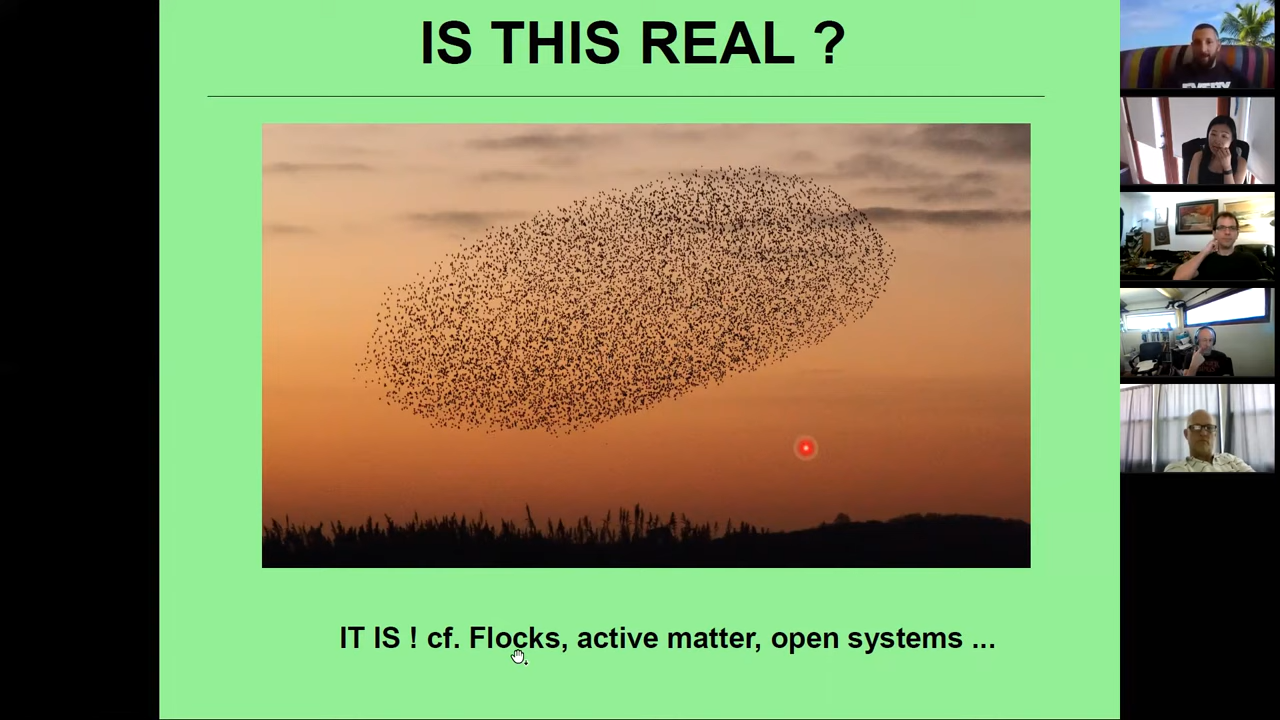 IS THIS REAL ?
IT IS ! cf. Flocks, active matter, open systems ...